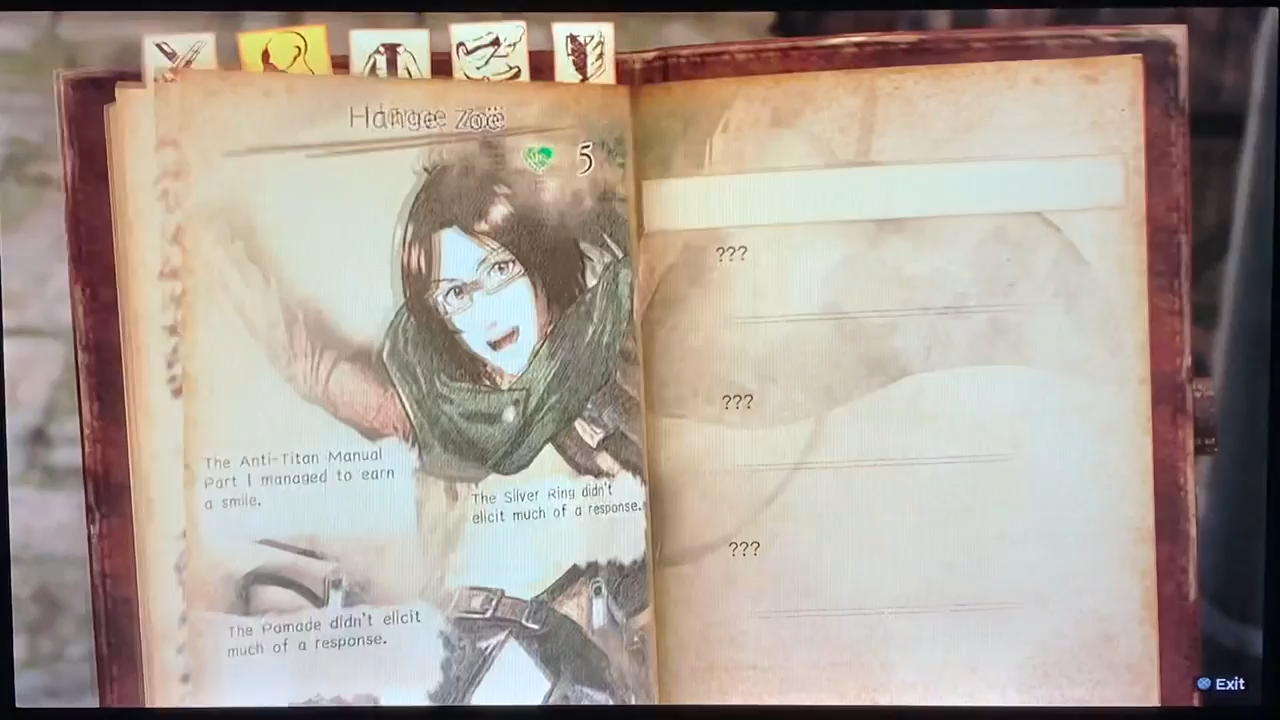 Hange Zoë
5
The Anti-Titan Manual
Part I managed to earn
a smile.
The Silver Ring didn't
elicit much of a response.
The Pomade didn't elicit
much of a response.
???
???
???
Exit